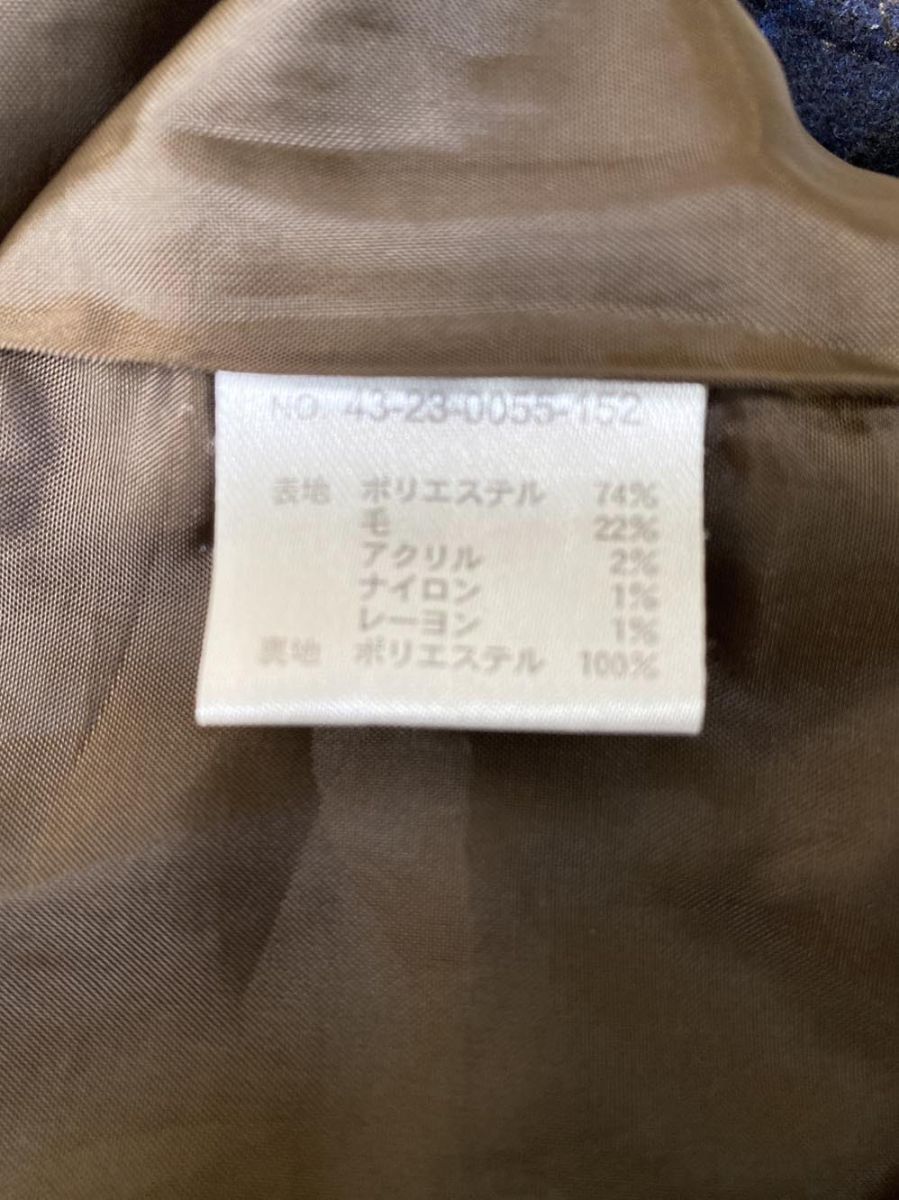 NO. 43-23-0055-152
表地 ポリエステル 74%
毛 22%
アクリル 2%
ナイロン 1%
レーヨン 1%
裏地 ポリエステル 100%